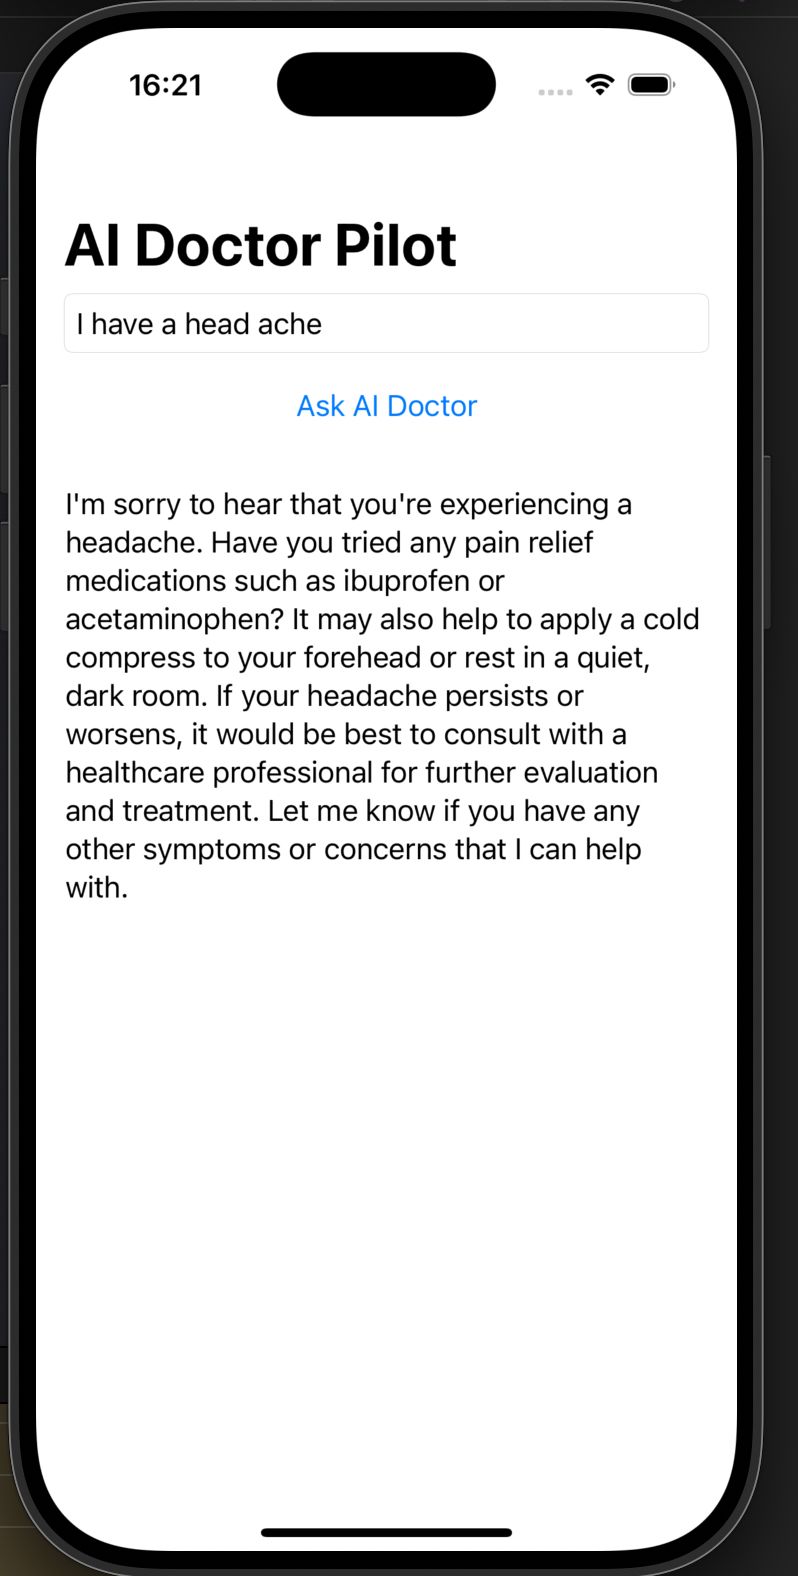 16:21
AI Doctor Pilot
I have a head ache
Ask AI Doctor
I'm sorry to hear that you're experiencing a
headache. Have you tried any pain relief
medications such as ibuprofen or
acetaminophen? It may also help to apply a cold
compress to your forehead or rest in a quiet,
dark room. If your headache persists or
worsens, it would be best to consult with a
healthcare professional for further evaluation
and treatment. Let me know if you have any
other symptoms or concerns that I can help
with.